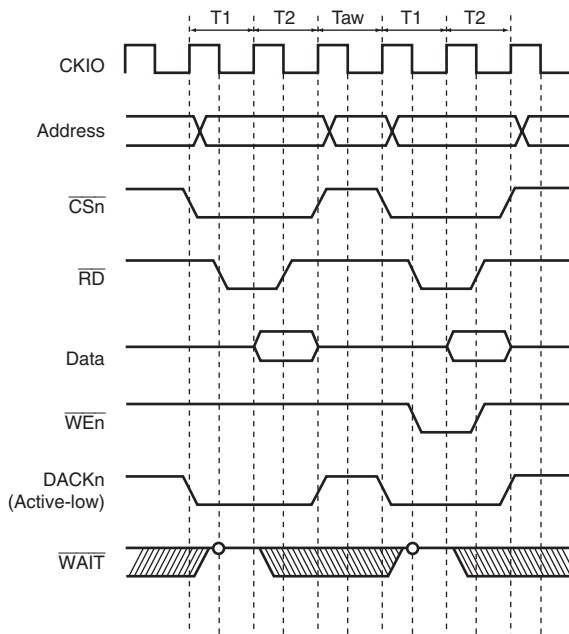 T1 T2 Taw T1 T2
CKIO
Address
CSn
RD
Data
WEn
DACKn
(Active-low)
WAIT